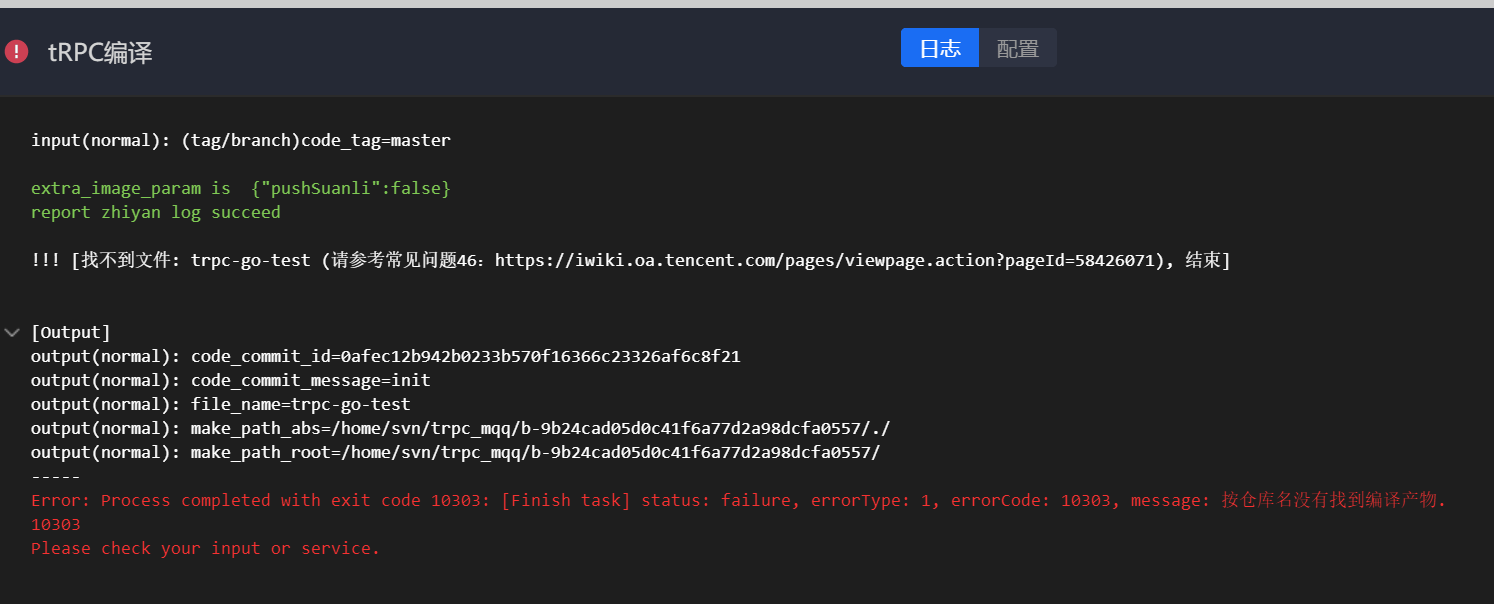 tRPC编译
日志
配置
input(normal): (tag/branch)code_tag=master
extra_image_param is  {"pushSuanli":false}
report zhiyan log succeed
!!! [找不到文件: trpc-go-test (请参考常见问题46：https://iwiki.oa.tencent.com/pages/viewpage.action?pageId=58426071), 结束]
[Output]
output(normal): code_commit_id=0afec12b942b0233b570f16366c23326af6c8f21
output(normal): code_commit_message=init
output(normal): file_name=trpc-go-test
output(normal): make_path_abs=/home/svn/trpc_mqq/b-9b24cad05d0c41f6a77d2a98dcfa0557/./
output(normal): make_path_root=/home/svn/trpc_mqq/b-9b24cad05d0c41f6a77d2a98dcfa0557/
-----
Error: Process completed with exit code 10303: [Finish task] status: failure, errorType: 1, errorCode: 10303, message: 按仓库名没有找到编译产物.
10303
Please check your input or service.